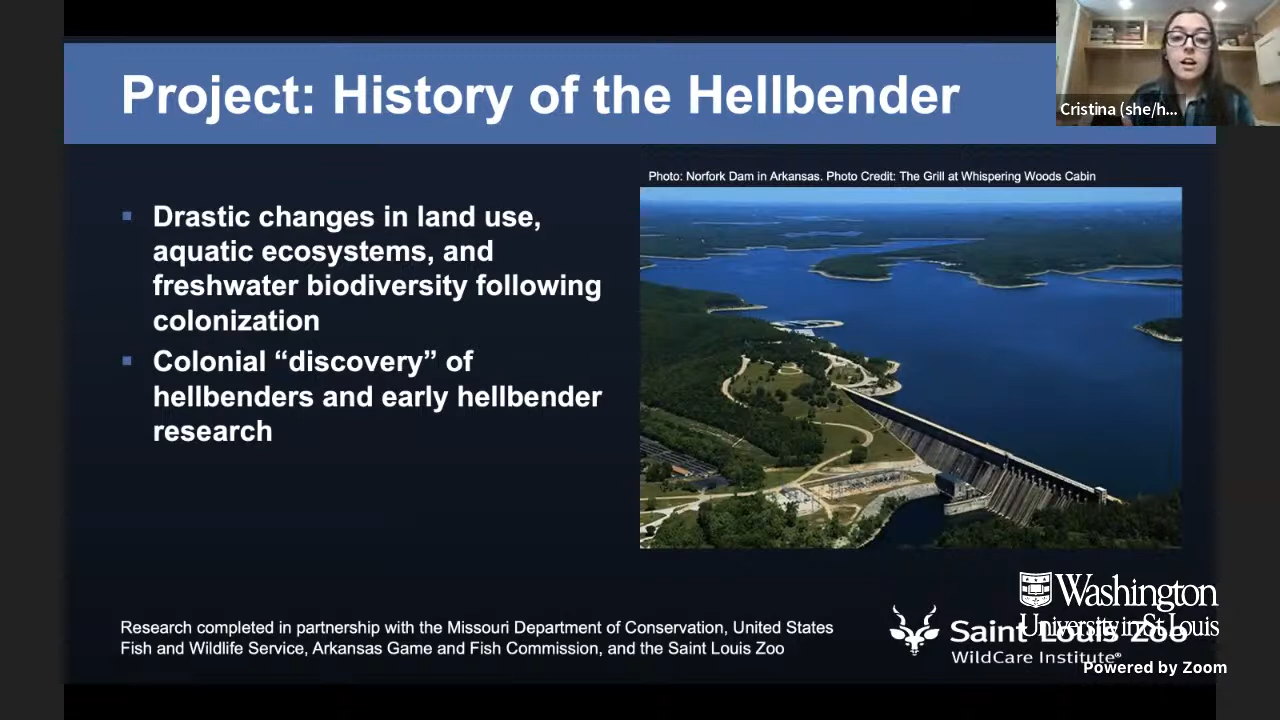 Project: History of the Hellbender
Cristina (she/h...
Photo: Norfork Dam in Arkansas. Photo Credit: The Grill at Whispering Woods Cabin
Drastic changes in land use,
aquatic ecosystems, and
freshwater biodiversity following
colonization
Colonial “discovery” of
hellbenders and early hellbender
research
Research completed in partnership with the Missouri Department of Conservation, United States
Fish and Wildlife Service, Arkansas Game and Fish Commission, and the Saint Louis Zoo
Washington
University in St Louis
Saint Louis Zoo
WildCare Institute®
Powered by Zoom